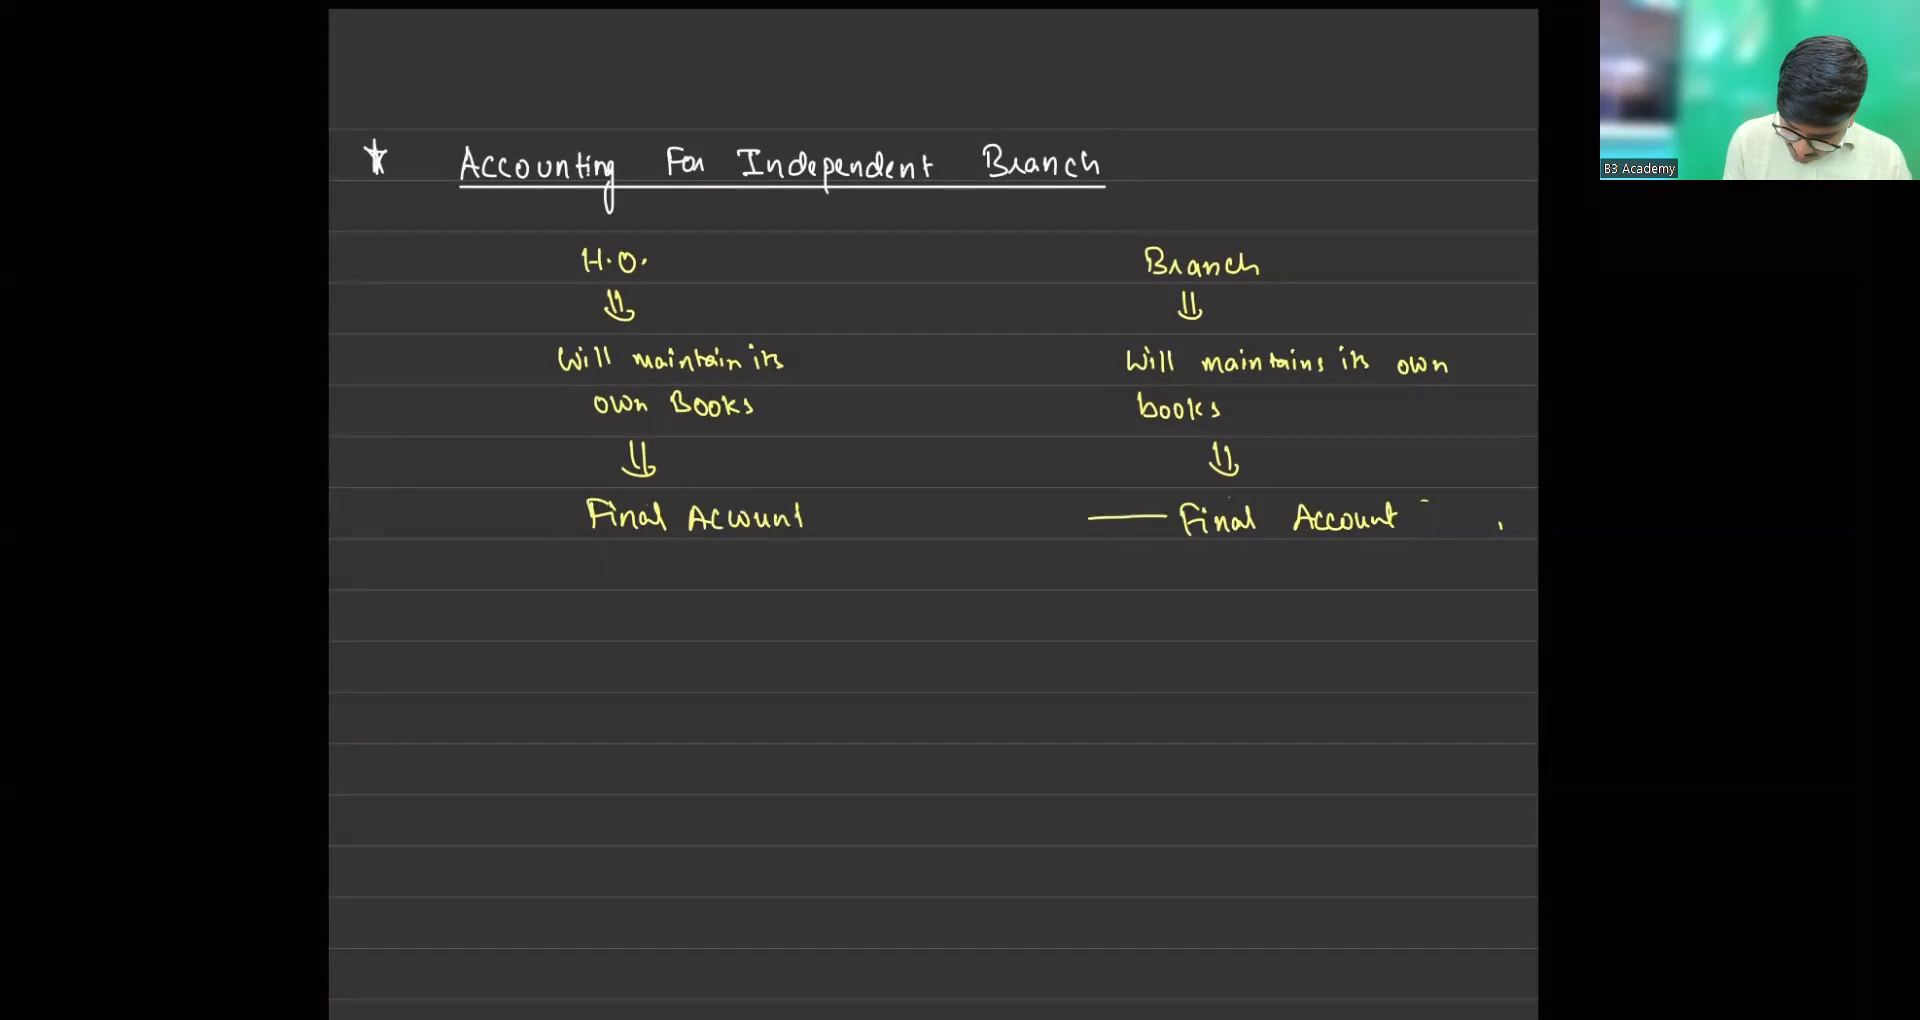 * Accounting For Independent Branch
H.O.
Branch
Will maintain its
own Books
Will maintains its own
books
Final Account
Final Account
B3 Academy